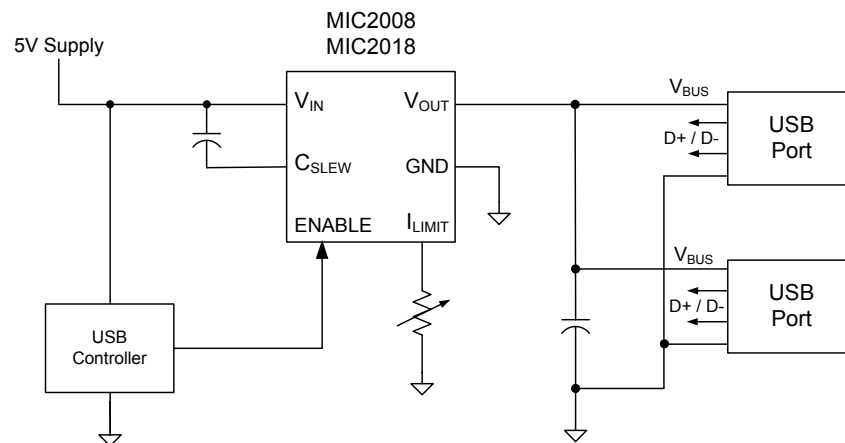 MIC2008
MIC2018
5V Supply
VIN
VOUT
CSLEW
GND
ENABLE
ILIMIT
USB
Controller
VBUS
D+ / D-
USB
Port
VBUS
D+ / D-
USB
Port